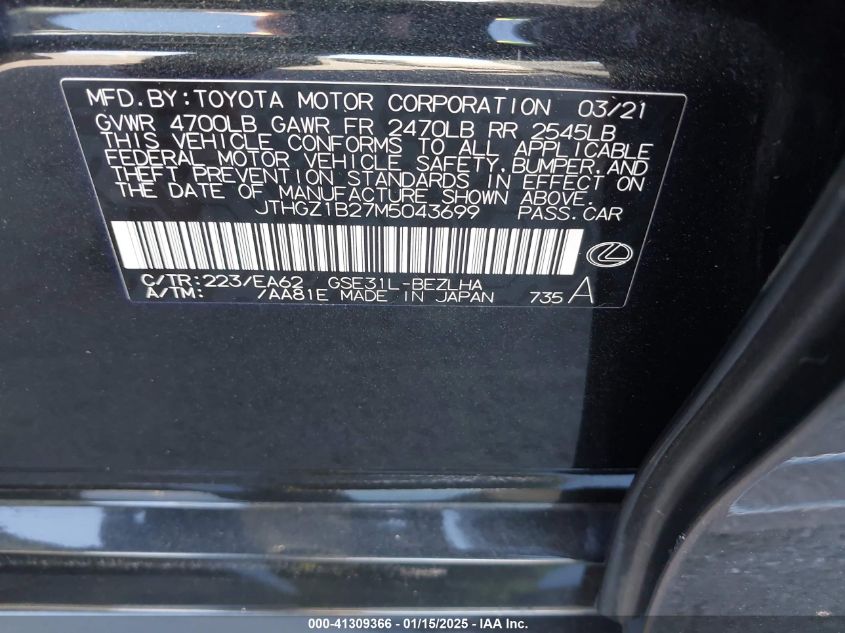 MFD.BY:TOYOTA MOTOR CORPORATION 03/21
GVWR 4700LB GAWR FR 2470LB RR 2545LB
THIS VEHICLE CONFORMS TO ALL APPLICABLE
FEDERAL MOTOR VEHICLE SAFETY,BUMPER,AND
THEFT PREVENTION STANDARDS IN EFFECT ON
THE DATE OF MANUFACTURE SHOWN ABOVE.
JTHGZ1B27M5043699 PASS.CAR
C/TR:223/EA62 GSE31L-BEZLHA
A/TM: /AA81E MADE IN JAPAN 735 A
000-41309366 - 01/15/2025 - IAA Inc.